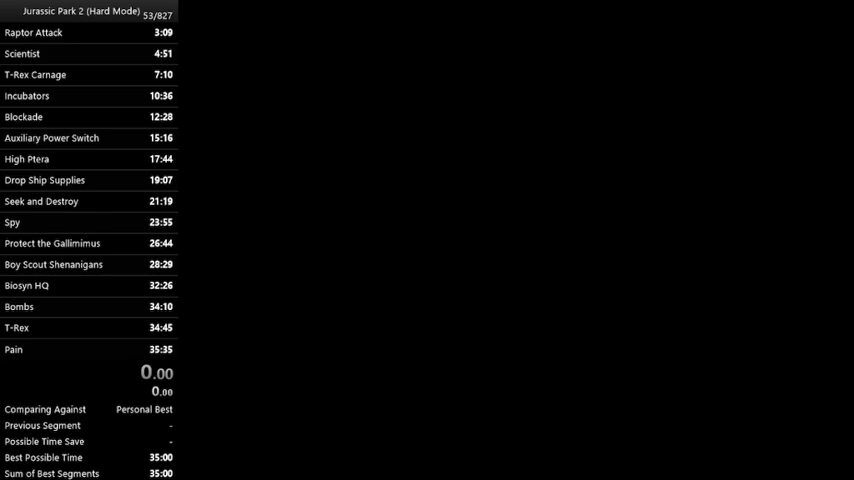 Jurassic Park 2 (Hard Mode) 53/827
Raptor Attack 3:09
Scientist 4:51
T-Rex Carnage 7:10
Incubators 10:36
Blockade 12:28
Auxiliary Power Switch 15:16
High Ptera 17:44
Drop Ship Supplies 19:07
Seek and Destroy 21:19
Spy 23:55
Protect the Gallimimus 26:44
Boy Scout Shenanigans 28:29
Biosyn HQ 32:26
Bombs 34:10
T-Rex 34:45
Pain 35:35
0.00
0.00
Comparing Against Personal Best
Previous Segment -
Possible Time Save -
Best Possible Time 35:00
Sum of Best Segments 35:00